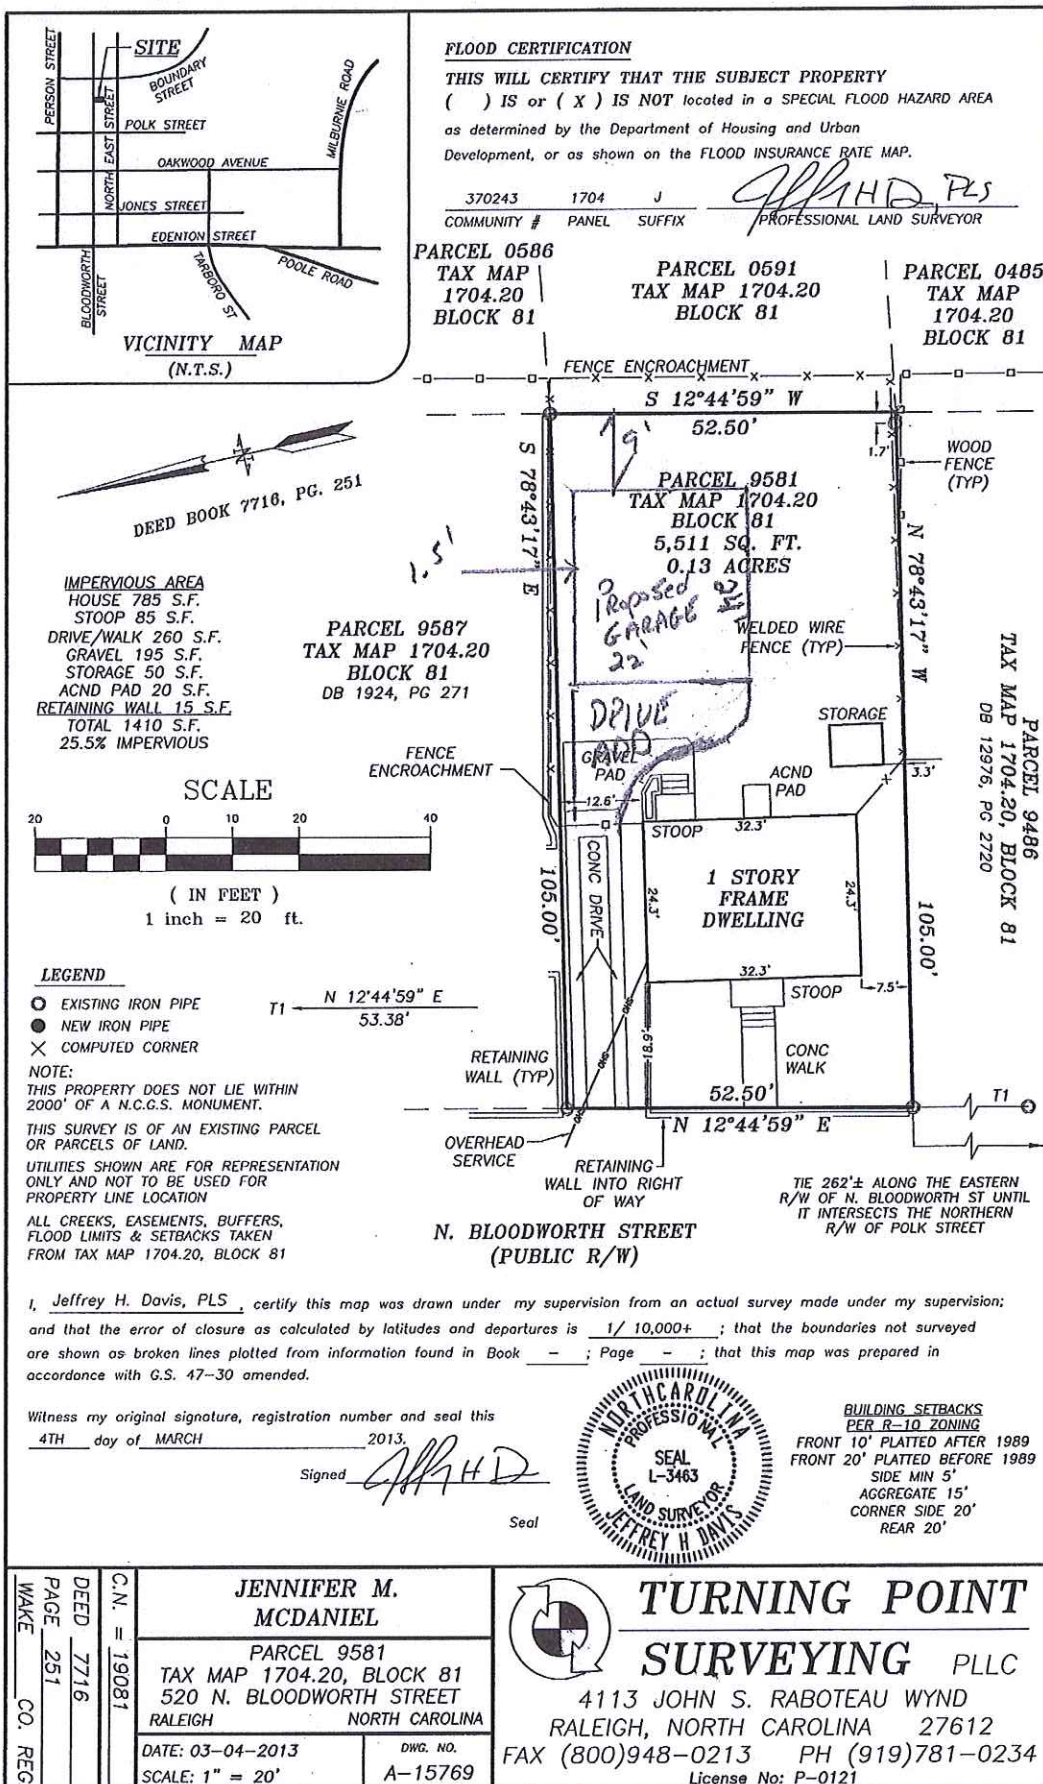 SITE
PERSON STREET
BOUNDARY
STREET
NORTH EAST STREET
POLK STREET
MILBURNIE ROAD
OAKWOOD AVENUE
JONES STREET
EDENTON STREET
BLOODWORTH
STREET
TARBORO ST
POOLE ROAD
VICINITY MAP
(N.T.S.)
FLOOD CERTIFICATION
THIS WILL CERTIFY THAT THE SUBJECT PROPERTY
( ) IS or ( X ) IS NOT located in a SPECIAL FLOOD HAZARD AREA
as determined by the Department of Housing and Urban
Development, or as shown on the FLOOD INSURANCE RATE MAP.
370243 1704 J
PLS
COMMUNITY # PANEL SUFFIX PROFESSIONAL LAND SURVEYOR
PARCEL 0586
TAX MAP
1704.20
BLOCK 81
PARCEL 0591
TAX MAP 1704.20
BLOCK 81
PARCEL 0485
TAX MAP
1704.20
BLOCK 81
FENCE ENCROACHMENT
S 12°44'59" W
52.50'
9'
1.7'
WOOD
FENCE
(TYP)
DEED BOOK 7716, PG. 251
S 78°43'17" E
PARCEL 9581
TAX MAP 1704.20
BLOCK 81
5,511 SQ. FT.
0.13 ACRES
N 78°43'17" W
1.5'
PROPOSED
GARAGE
22'
WELDED WIRE
FENCE (TYP)
IMPERVIOUS AREA
HOUSE 785 S.F.
STOOP 85 S.F.
DRIVE/WALK 260 S.F.
GRAVEL 195 S.F.
STORAGE 50 S.F.
ACND PAD 20 S.F.
RETAINING WALL 15 S.F.
TOTAL 1410 S.F.
25.5% IMPERVIOUS
PARCEL 9587
TAX MAP 1704.20
BLOCK 81
DB 1924, PG 271
PARCEL 9486
TAX MAP 1704.20, BLOCK 81
DB 12976, PG 2720
DRIVE
ADD
GRAVEL
PAD
STORAGE
ACND
PAD
3.3'
FENCE
ENCROACHMENT
12.6'
STOOP
32.3'
SCALE
20 0 10 20 40
( IN FEET )
1 inch = 20 ft.
105.00'
CONC DRIVE
24.3'
1 STORY
FRAME
DWELLING
24.3'
105.00'
32.3'
STOOP
7.5'
OHS
OHS
OHS
18.9'
LEGEND
EXISTING IRON PIPE
NEW IRON PIPE
COMPUTED CORNER
T1 N 12°44'59" E
53.38'
RETAINING
WALL (TYP)
CONC
WALK
52.50'
N 12°44'59" E
T1
NOTE:
THIS PROPERTY DOES NOT LIE WITHIN
2000' OF A N.C.G.S. MONUMENT.
THIS SURVEY IS OF AN EXISTING PARCEL
OR PARCELS OF LAND.
UTILITIES SHOWN ARE FOR REPRESENTATION
ONLY AND NOT TO BE USED FOR
PROPERTY LINE LOCATION
ALL CREEKS, EASEMENTS, BUFFERS,
FLOOD LIMITS & SETBACKS TAKEN
FROM TAX MAP 1704.20, BLOCK 81
OVERHEAD
SERVICE
RETAINING
WALL INTO RIGHT
OF WAY
N. BLOODWORTH STREET
(PUBLIC R/W)
TIE 262'± ALONG THE EASTERN
R/W OF N. BLOODWORTH ST UNTIL
IT INTERSECTS THE NORTHERN
R/W OF POLK STREET
I, Jeffrey H. Davis, PLS , certify this map was drawn under my supervision from an actual survey made under my supervision;
and that the error of closure as calculated by latitudes and departures is 1/ 10,000+ ; that the boundaries not surveyed
are shown as broken lines plotted from information found in Book – ; Page – ; that this map was prepared in
accordance with G.S. 47-30 amended.
Witness my original signature, registration number and seal this
4TH day of MARCH 2013.
Signed
Seal
NORTH CAROLINA
PROFESSIONAL
SEAL
L-3463
LAND SURVEYOR
JEFFREY H DAVIS
BUILDING SETBACKS
PER R-10 ZONING
FRONT 10' PLATTED AFTER 1989
FRONT 20' PLATTED BEFORE 1989
SIDE MIN 5'
AGGREGATE 15'
CORNER SIDE 20'
REAR 20'
WAKE CO. REG
PAGE 251
DEED 7716
C.N. = 19081
JENNIFER M.
MCDANIEL
PARCEL 9581
TAX MAP 1704.20, BLOCK 81
520 N. BLOODWORTH STREET
RALEIGH NORTH CAROLINA
DATE: 03-04-2013
SCALE: 1" = 20'
DWG. NO.
A-15769
TURNING POINT
SURVEYING PLLC
4113 JOHN S. RABOTEAU WYND
RALEIGH, NORTH CAROLINA 27612
FAX (800)948-0213 PH (919)781-0234
License No: P-0121